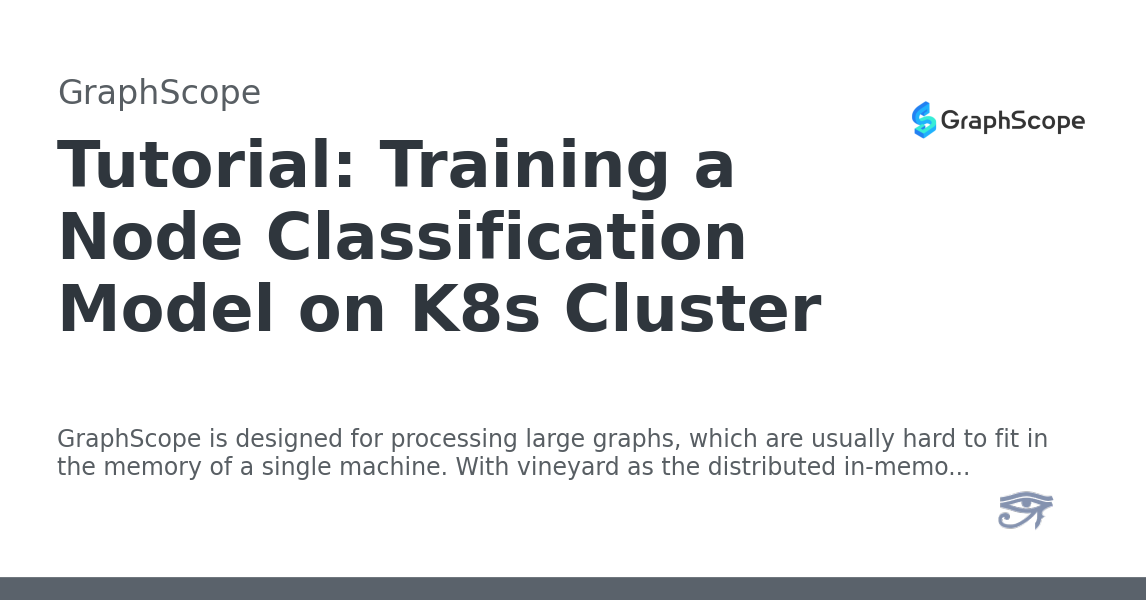 GraphScope
GraphScope
Tutorial: Training a
Node Classification
Model on K8s Cluster
GraphScope is designed for processing large graphs, which are usually hard to fit in
the memory of a single machine. With vineyard as the distributed in-memo...